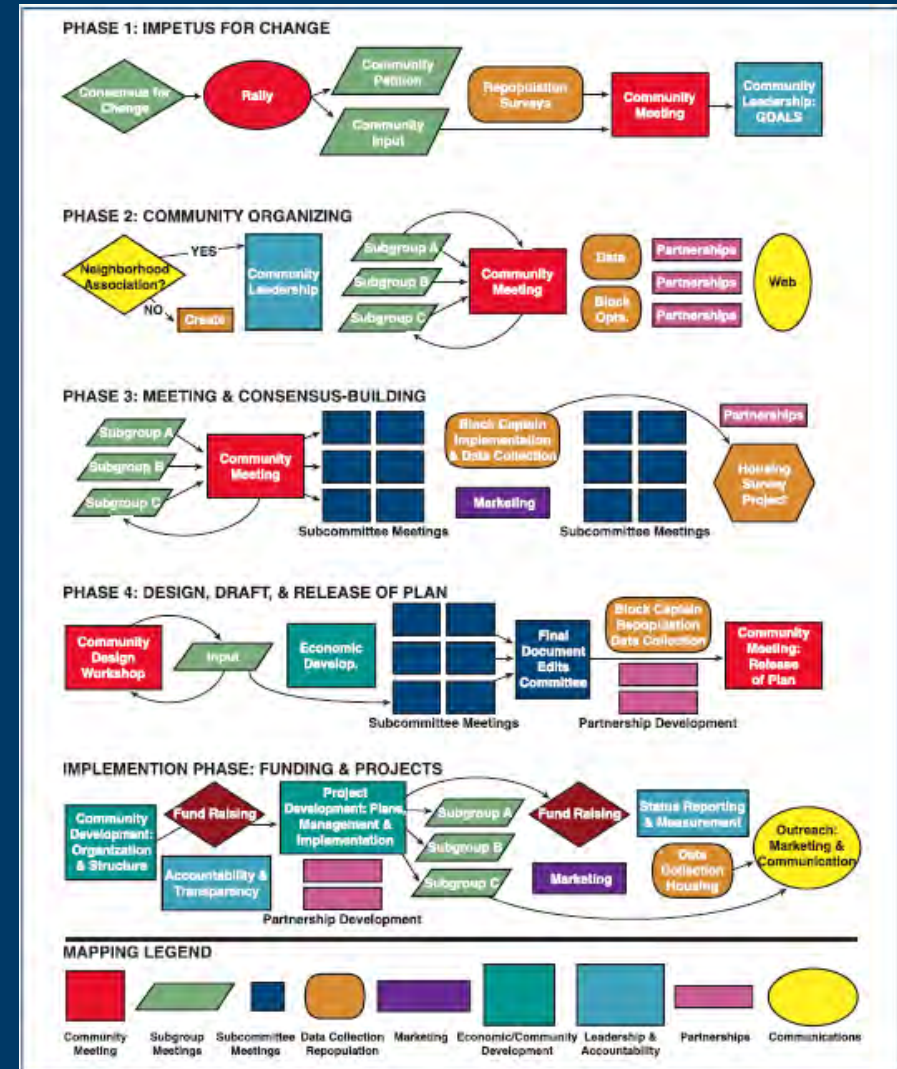 PHASE 1: IMPETUS FOR CHANGE
Consensus for
Change
Rally
Community
Petition
Community
Input
Repopulation
Surveys
Community
Meeting
Community
Leadership:
GOALS
PHASE 2: COMMUNITY ORGANIZING
Neighborhood
Association?
YES
NO
Create
Community
Leadership
Subgroup A
Subgroup B
Subgroup C
Community
Meeting
Data
Block
Opts.
Partnerships
Partnerships
Partnerships
Web
PHASE 3: MEETING & CONSENSUS-BUILDING
Subgroup A
Subgroup B
Subgroup C
Community
Meeting
Subcommittee Meetings
Block Captain
Implementation
& Data Collection
Marketing
Subcommittee Meetings
Partnerships
Housing
Survey
Project
PHASE 4: DESIGN, DRAFT, & RELEASE OF PLAN
Community
Design
Workshop
Input
Economic
Develop.
Subcommittee Meetings
Final
Document
Edits
Committee
Block Captain
Repopulation
Data Collection
Partnership Development
Community
Meeting:
Release
of Plan
IMPLEMENTION PHASE: FUNDING & PROJECTS
Community
Development:
Organization
& Structure
Fund Raising
Accountability &
Transparency
Project
Development: Plans,
Management &
Implementation
Partnership Development
Subgroup A
Subgroup B
Subgroup C
Fund Raising
Marketing
Status Reporting
& Measurement
Data
Collection
Housing
Outreach:
Marketing &
Communication
MAPPING LEGEND
Community
Meeting
Subgroup
Meetings
Subcommittee
Meetings
Data Collection
Repopulation
Marketing
Economic/Community
Development
Leadership &
Accountability
Partnerships
Communications